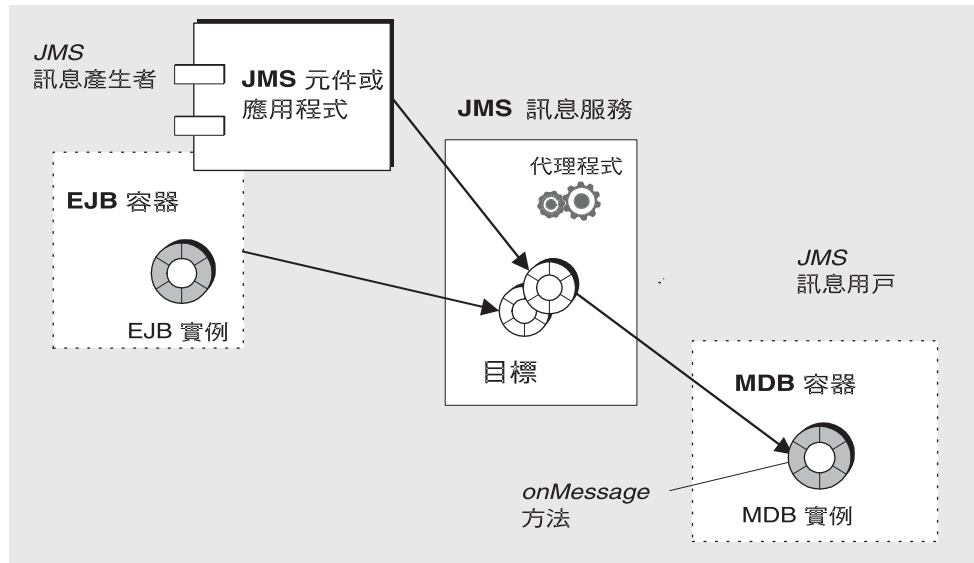 JMS
訊息產生者
JMS 元件或
應用程式
JMS 訊息服務
代理程式
EJB 容器
EJB 實例
目標
JMS
訊息用戶
MDB 容器
onMessage
方法
MDB 實例